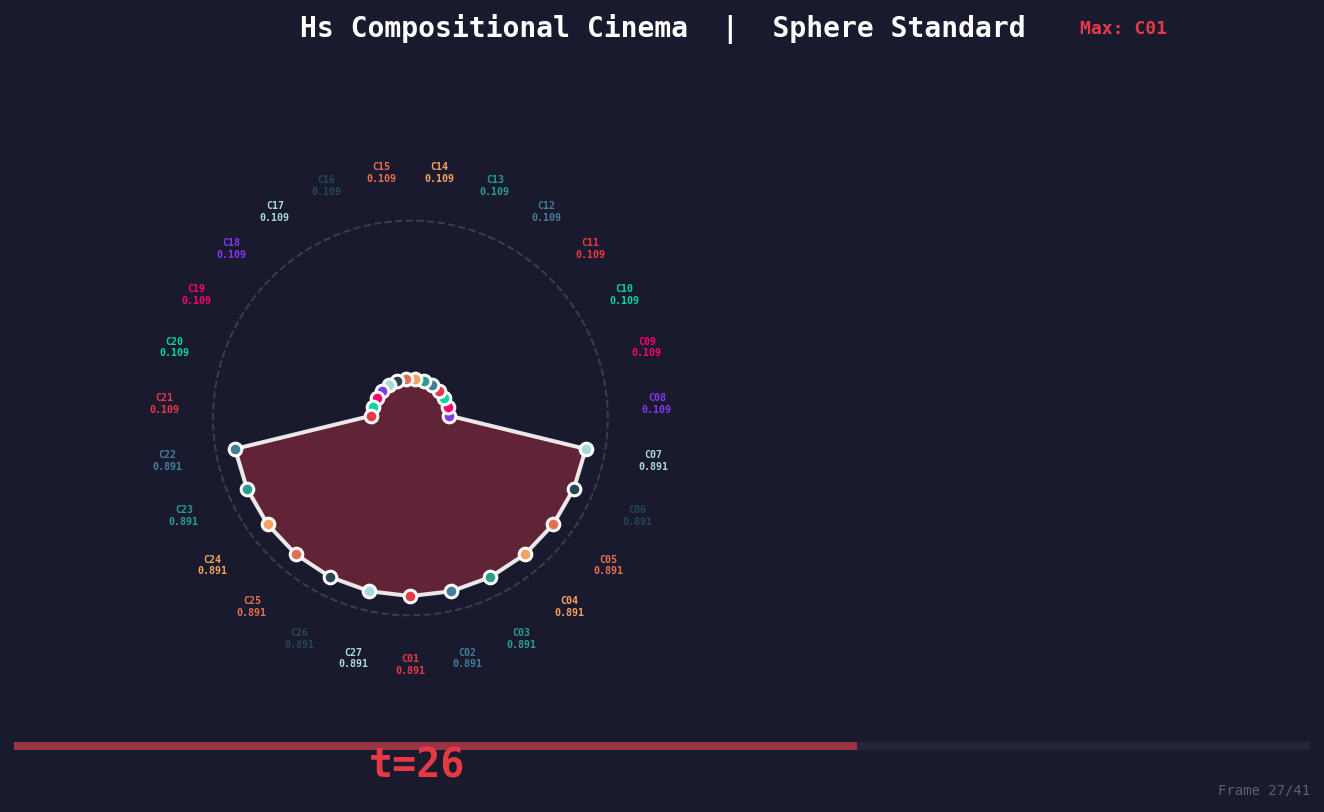 Hs Compositional Cinema  |  Sphere Standard
Max: C01
C15
0.109
C14
0.109
C16
0.109
C13
0.109
C17
0.109
C12
0.109
C18
0.109
C11
0.109
C19
0.109
C10
0.109
C20
0.109
C09
0.109
C21
0.109
C08
0.109
C22
0.891
C07
0.891
C23
0.891
C06
0.891
C24
0.891
C05
0.891
C25
0.891
C04
0.891
C26
0.891
C03
0.891
C27
0.891
C01
0.891
C02
0.891
t=26
Frame 27/41